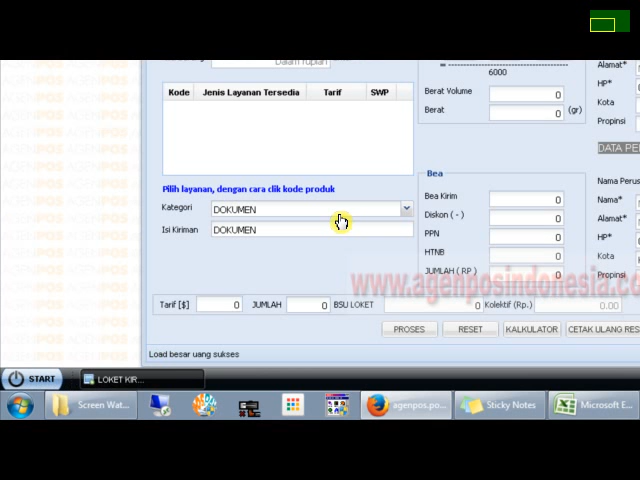 Dalam rupiah
6000
Alamat*
HP*
Kota
Propinsi
Kode Jenis Layanan Tersedia Tarif SWP
Berat Volume 0
Berat 0 (gr)
DATA PE
Pilih layanan, dengan cara clik kode produk
Kategori DOKUMEN
Isi Kiriman DOKUMEN
Bea
Bea Kirim 0
Diskon ( - ) 0
PPN 0
HTNB 0
JUMLAH ( RP ) 0
Nama Perus
Nama*
Alamat*
HP*
Kota
Propinsi
www.agenposindonesia.co
Tarif [$] 0 JUMLAH 0 BSU LOKET 0 Kolektif (Rp.) 0.00
PROSES RESET KALKULATOR CETAK ULANG RES
Load besar uang sukses
START LOKET KIR...
Screen Wat... agenpos.po... Sticky Notes Microsoft E...